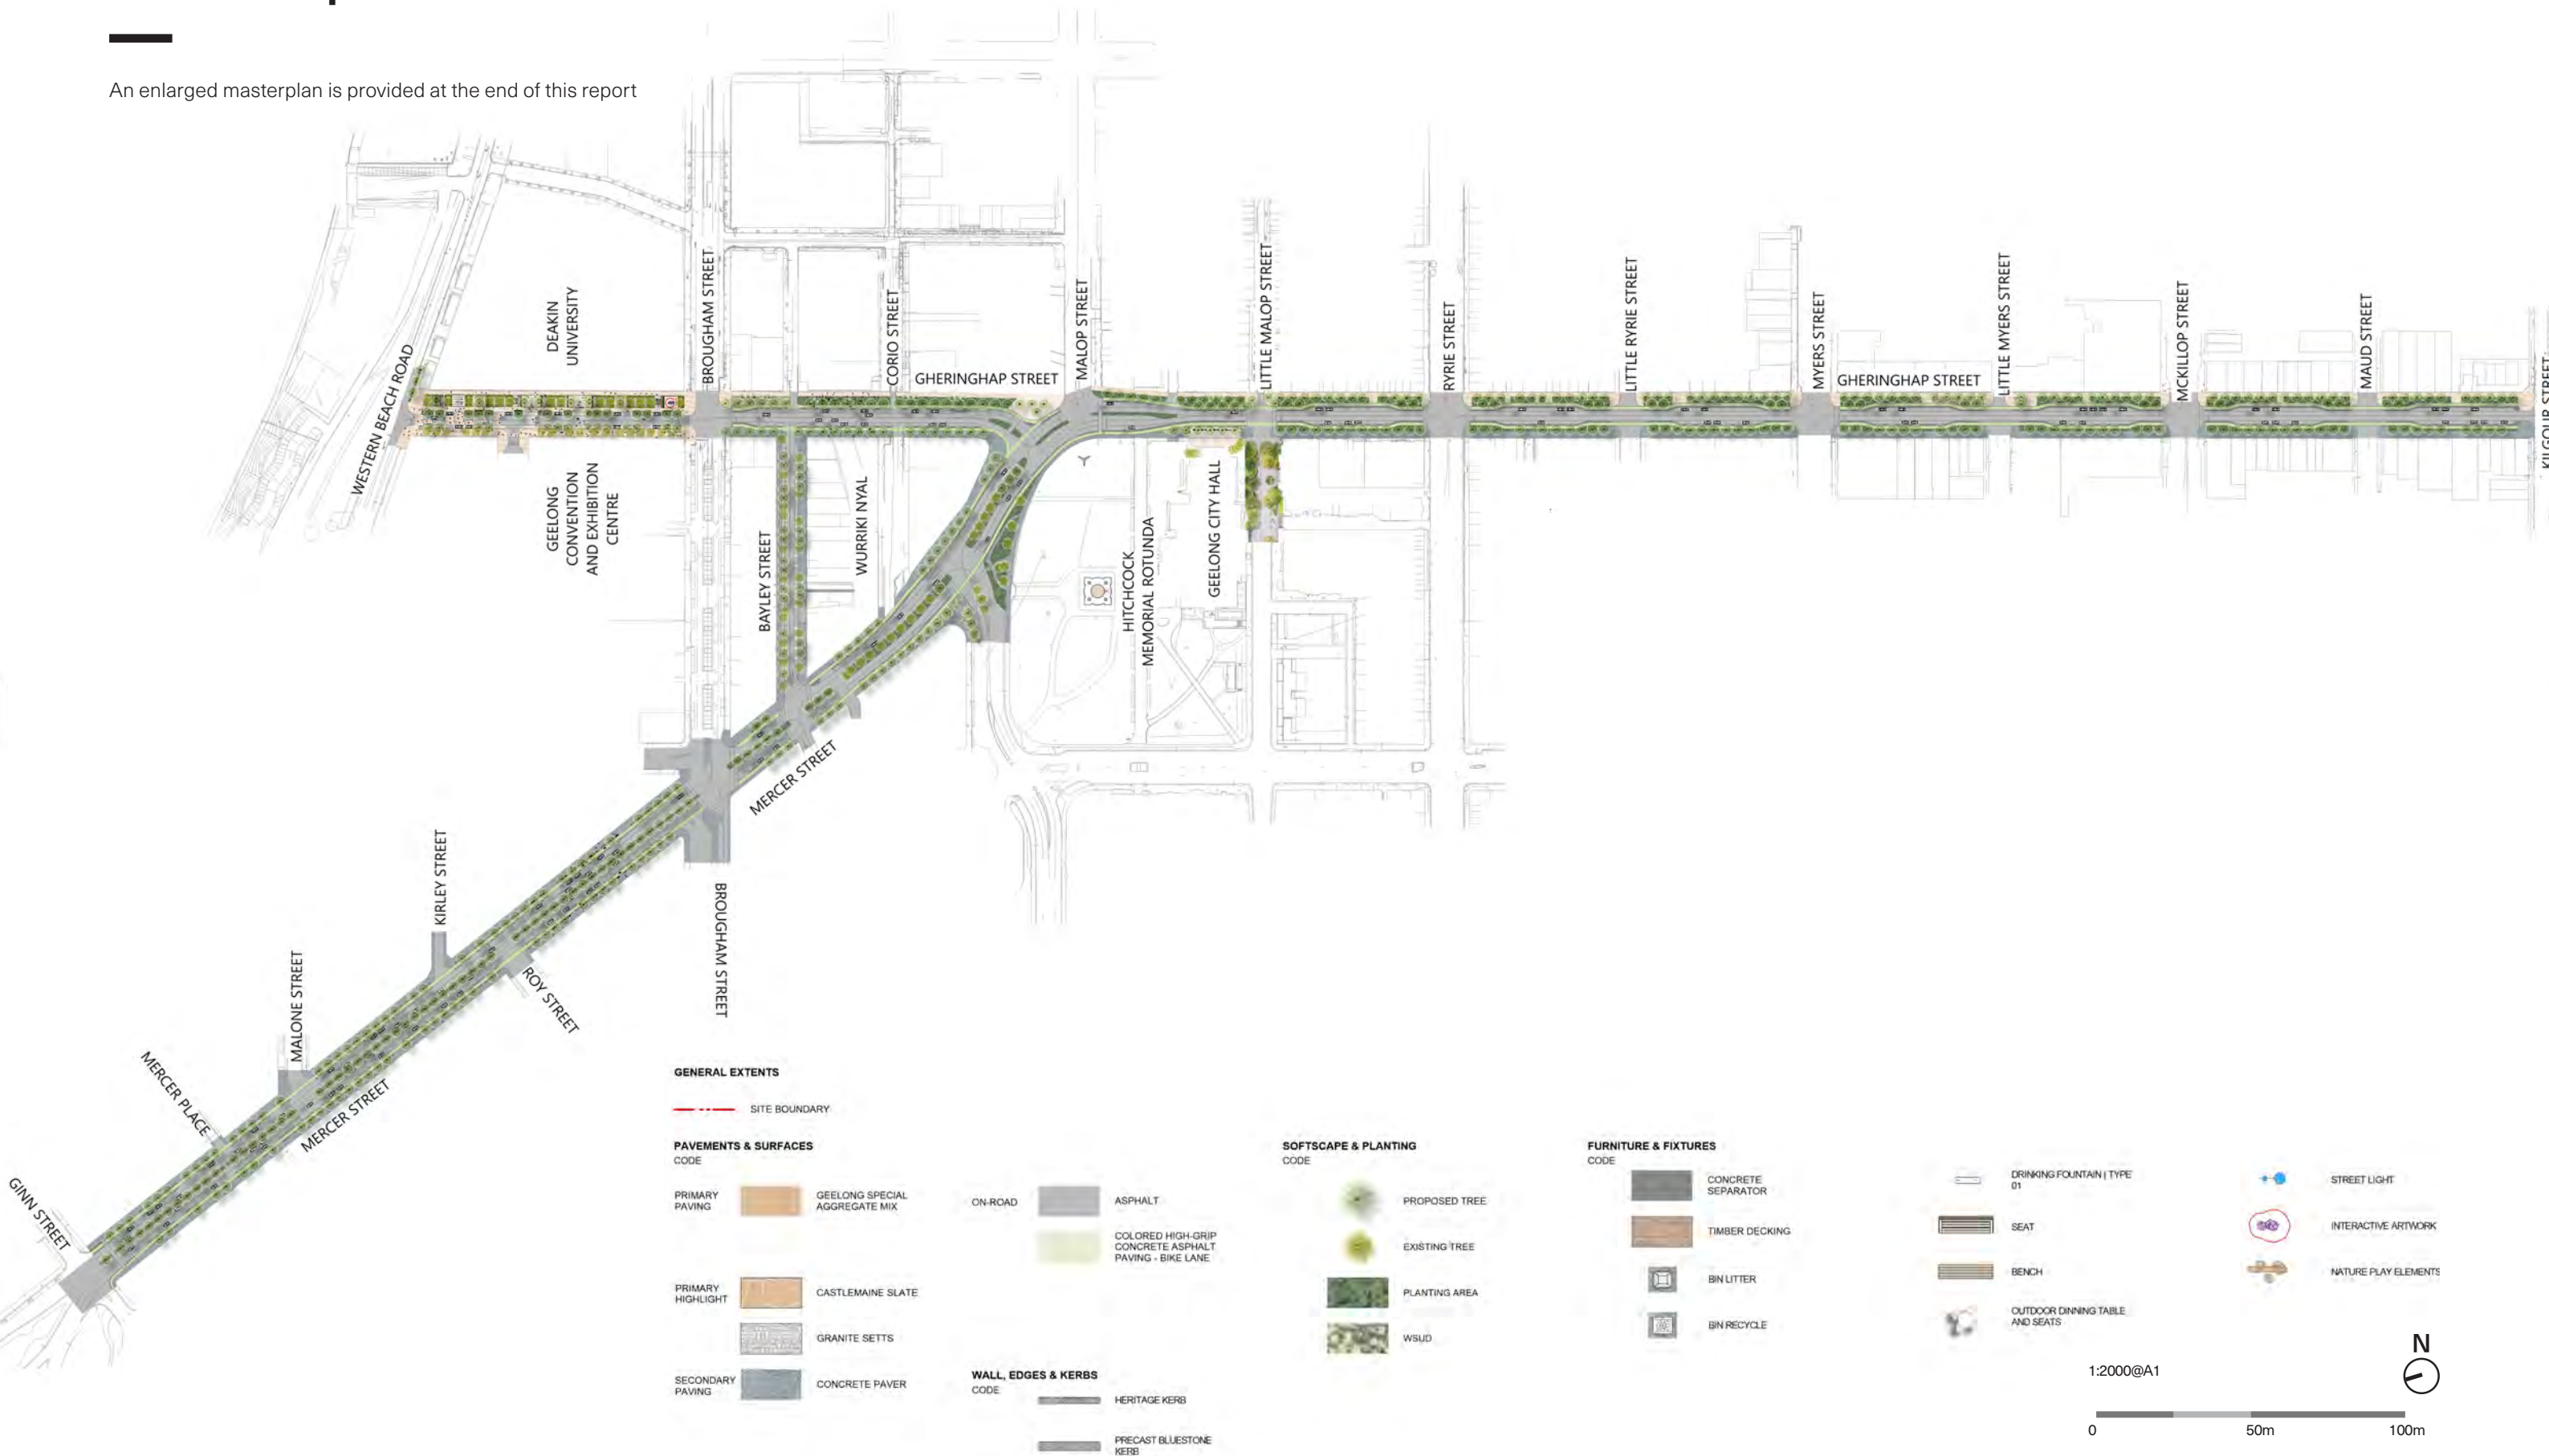 An enlarged masterplan is provided at the end of this report
WESTERN BEACH ROAD
DEAKIN
UNIVERSITY
GEELONG
CONVENTION
AND EXHIBITION
CENTRE
BROUGHAM STREET
BAYLEY STREET
WURRIKI NYAL
CORIO STREET
GHERINGHAP STREET
MALOP STREET
HITCHCOCK
MEMORIAL ROTUNDA
GEELONG CITY HALL
LITTLE MALOP STREET
RYRIE STREET
LITTLE RYRIE STREET
MYERS STREET
GHERINGHAP STREET
LITTLE MYERS STREET
MCKILLOP STREET
MAUD STREET
KILGOUR STREET
MERCER STREET
BROUGHAM STREET
KIRLEY STREET
ROY STREET
MALONE STREET
MERCER STREET
MERCER PLACE
GINN STREET
GENERAL EXTENTS
SITE BOUNDARY
PAVEMENTS & SURFACES
CODE
PRIMARY
PAVING
GEELONG SPECIAL
AGGREGATE MIX
PRIMARY
HIGHLIGHT
CASTLEMAINE SLATE
GRANITE SETTS
SECONDARY
PAVING
CONCRETE PAVER
ON-ROAD
ASPHALT
COLORED HIGH-GRIP
CONCRETE ASPHALT
PAVING - BIKE LANE
WALL, EDGES & KERBS
CODE
HERITAGE KERB
PRECAST BLUESTONE
KERB
SOFTSCAPE & PLANTING
CODE
PROPOSED TREE
EXISTING TREE
PLANTING AREA
WSUD
FURNITURE & FIXTURES
CODE
CONCRETE
SEPARATOR
TIMBER DECKING
BIN LITTER
BIN RECYCLE
DRINKING FOUNTAIN | TYPE
01
SEAT
BENCH
OUTDOOR DINNING TABLE
AND SEATS
STREET LIGHT
INTERACTIVE ARTWORK
NATURE PLAY ELEMENTS
N
1:2000@A1
0
50m
100m